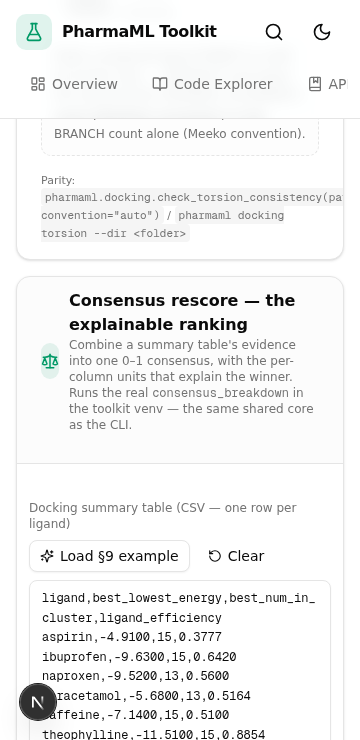 PharmaML Toolkit
Overview
Code Explorer
API
BRANCH count alone (Meeko convention).
Parity:
pharmaml.docking.check_torsion_consistency(pa
convention="auto") / pharmaml docking
torsion --dir <folder>
Consensus rescore — the
explainable ranking
Combine a summary table's evidence
into one 0–1 consensus, with the per-
column units that explain the winner.
Runs the real consensus_breakdown in
the toolkit venv — the same shared core
as the CLI.
Docking summary table (CSV — one row per
ligand)
Load §9 example
Clear
ligand,best_lowest_energy,best_num_in_
cluster,ligand_efficiency
aspirin,-4.9100,15,0.3777
ibuprofen,-9.6300,15,0.6420
naproxen,-9.5200,13,0.5600
racetamol,-5.6800,13,0.5164
affeine,-7.1400,15,0.5100
theophylline,-11.5100,15,0.8854
N